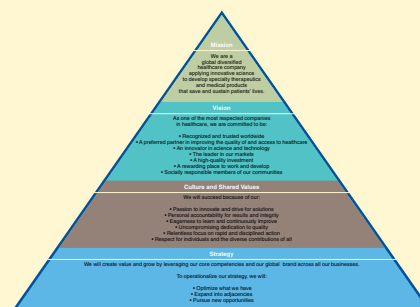 Mission
We are a
global diversified
healthcare company
applying innovative science
to develop specialty therapeutics
and medical products
that save and sustain patients' lives.
Vision
As one of the most respected companies
in healthcare, we are committed to be:
• Recognized and trusted worldwide
• A preferred partner in improving the quality of and access to healthcare
• An innovator in science and technology
• The leader in our markets
• A high-quality investment
• A rewarding place to work and develop
• Socially responsible members of our communities
Culture and Shared Values
We will succeed because of our:
• Passion to innovate and drive for solutions
• Personal accountability for results and integrity
• Eagerness to learn and continuously improve
• Uncompromising dedication to quality
• Relentless focus on rapid and disciplined action
• Respect for individuals and the diverse contributions of all
Strategy
We will create value and grow by leveraging our core competencies and our global brand across all our businesses.
To operationalize our strategy, we will:
• Optimize what we have
• Expand into adjacencies
• Pursue new opportunities